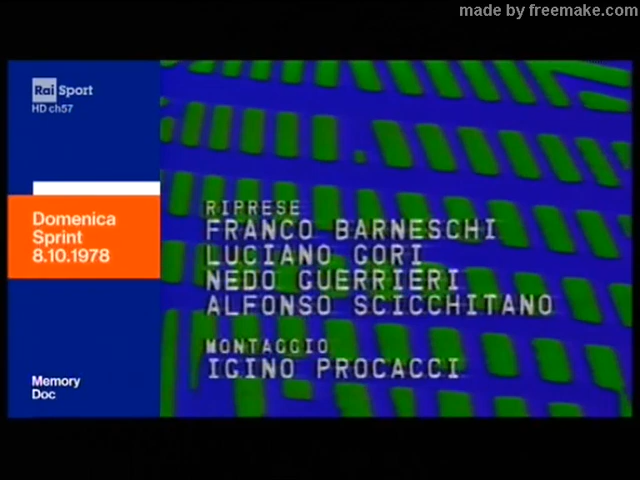 made by freemake.com
Rai Sport
HD ch57
Domenica
Sprint
8.10.1978
Memory
Doc
RIPRESE
FRANCO BARNESCHI
LUCIANO GORI
NEDO GUERRIERI
ALFONSO SCICCHITANO
MONTAGGIO
IGINO PROCACCI